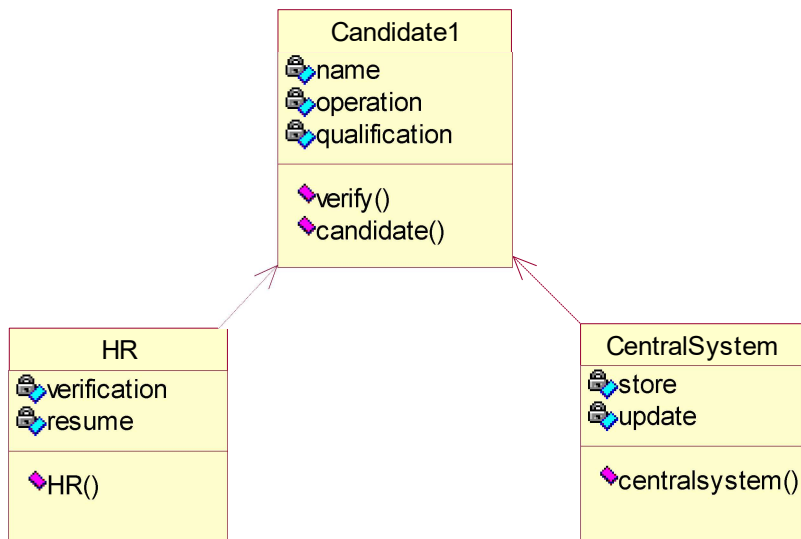 Candidate1
name
operation
qualification
verify()
candidate()
HR
verification
resume
HR()
CentralSystem
store
update
centralsystem()